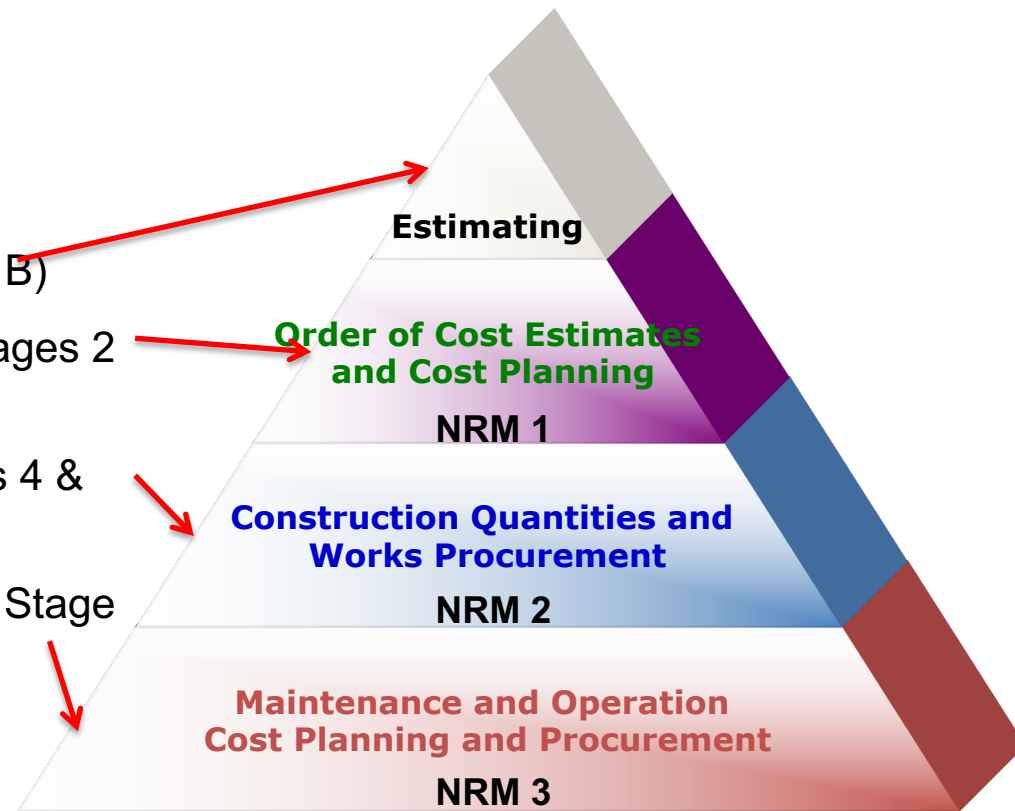 Estimating
B)
Order of Cost Estimates
ages 2
and Cost Planning
NRM 1
s 4 &
Construction Quantities and
Works Procurement
Stage
NRM 2
Maintenance and Operation
Cost Planning and Procurement
NRM 3